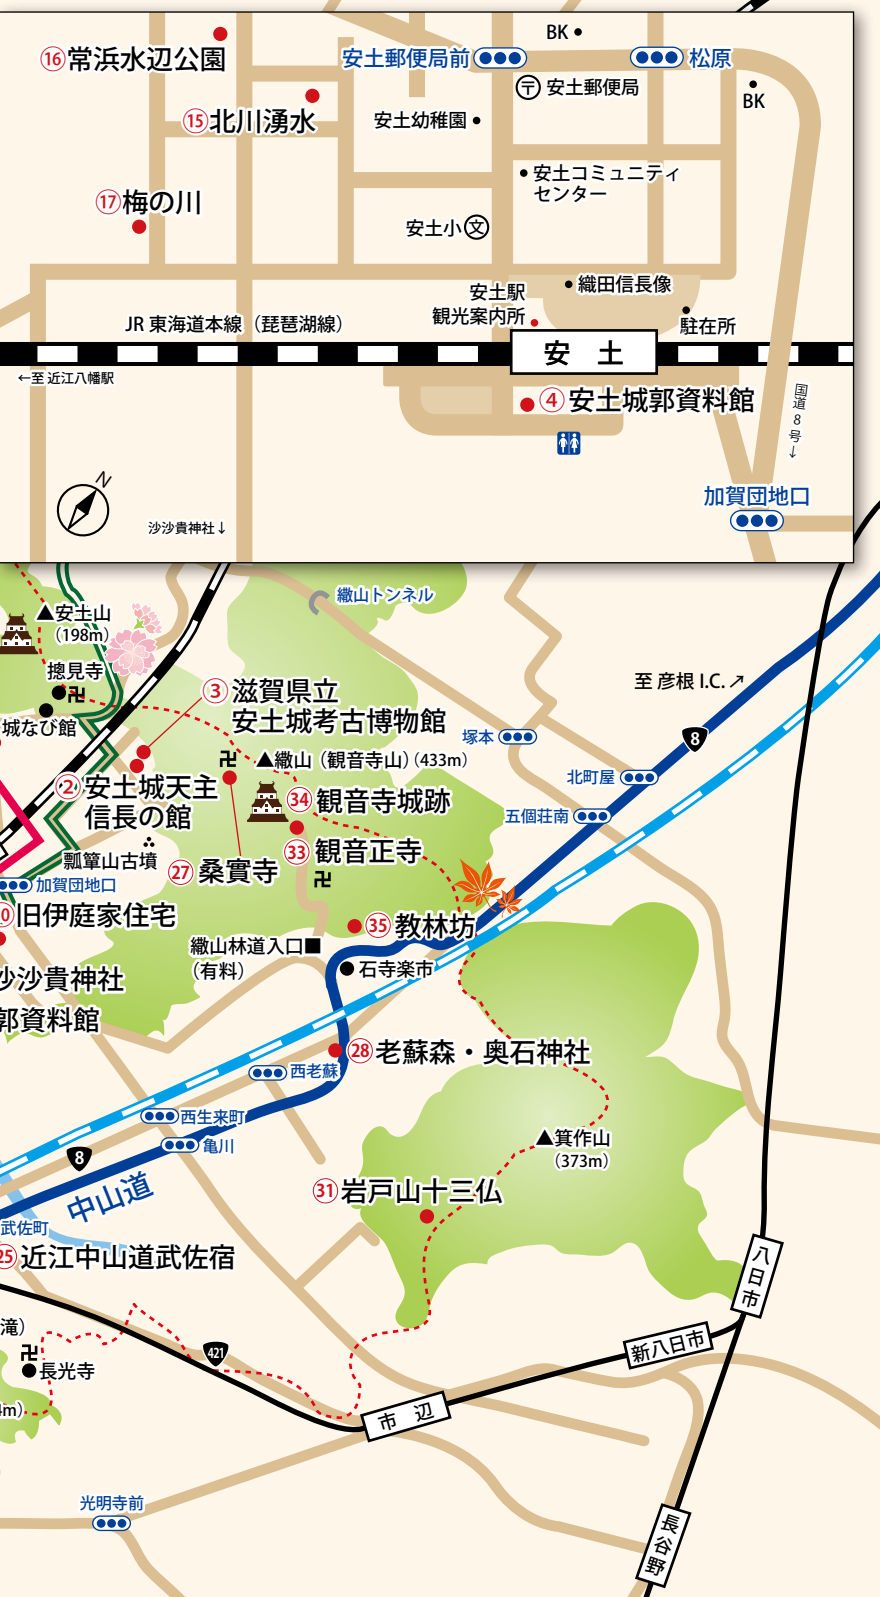 ⑯常浜水辺公園
安土郵便局前
BK
松原
安土郵便局
BK
⑮北川湧水
安土幼稚園
安土コミュニティ
センター
⑰梅の川
安土小
文
織田信長像
安土駅
観光案内所
駐在所
JR 東海道本線（琵琶湖線）
安 土
←至 近江八幡駅
④安土城郭資料館
国道8号↓
N
加賀団地口
沙沙貴神社↓
繖山トンネル
▲安土山
(198m)
摠見寺
城なび館
至 彦根 I.C.↗
③滋賀県立
安土城考古博物館
塚本
8
▲繖山（観音寺山）(433m)
北町屋
②安土城天主
信長の館
㉞観音寺城跡
五個荘南
㉝観音正寺
瓢箪山古墳
㉗桑實寺
加賀団地口
0旧伊庭家住宅
㉟教林坊
繖山林道入口
（有料）
石寺楽市
沙沙貴神社
郭資料館
㉘老蘇森・奥石神社
西老蘇
西生来町
亀川
▲箕作山
(373m)
8
中山道
㉛岩戸山十三仏
武佐町
㉕近江中山道武佐宿
八日市
滝）
421
新八日市
長光寺
4m）
市 辺
光明寺前
長谷野